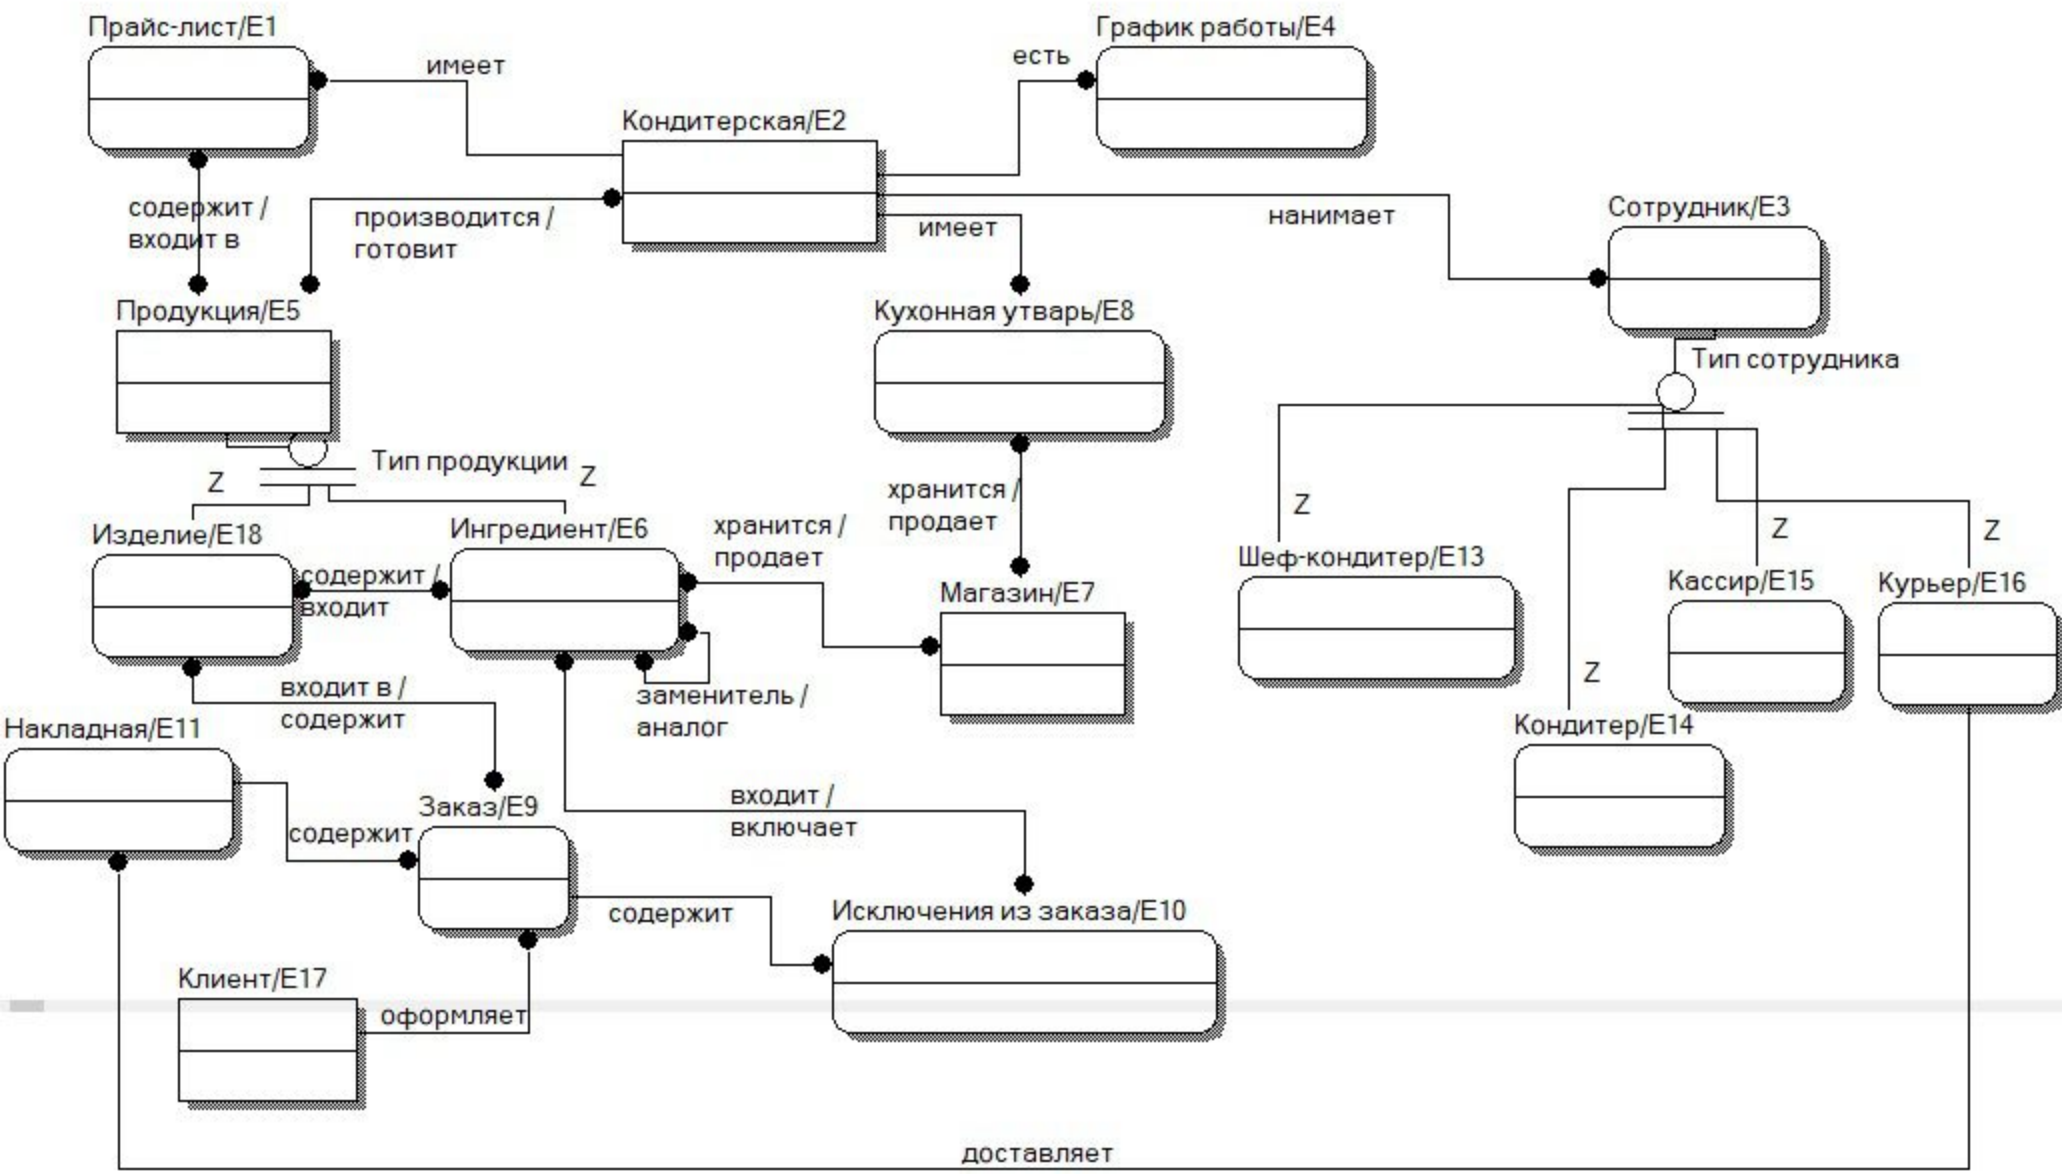 Прайс-лист/E1
График работы/E4
имеет
есть
Кондитерская/E2
содержит /
входит в
производится /
готовит
имеет
нанимает
Сотрудник/E3
Продукция/E5
Кухонная утварь/E8
Тип сотрудника
Тип продукции
Z
Z
хранится /
продает
Z
Z
Z
Z
Изделие/E18
Ингредиент/E6
хранится /
продает
содержит /
входит
Магазин/E7
Шеф-кондитер/E13
Кассир/E15
Курьер/E16
входит в /
содержит
заменитель /
аналог
Накладная/E11
Кондитер/E14
Заказ/E9
содержит
входит /
включает
содержит
Исключения из заказа/E10
Клиент/E17
оформляет
доставляет